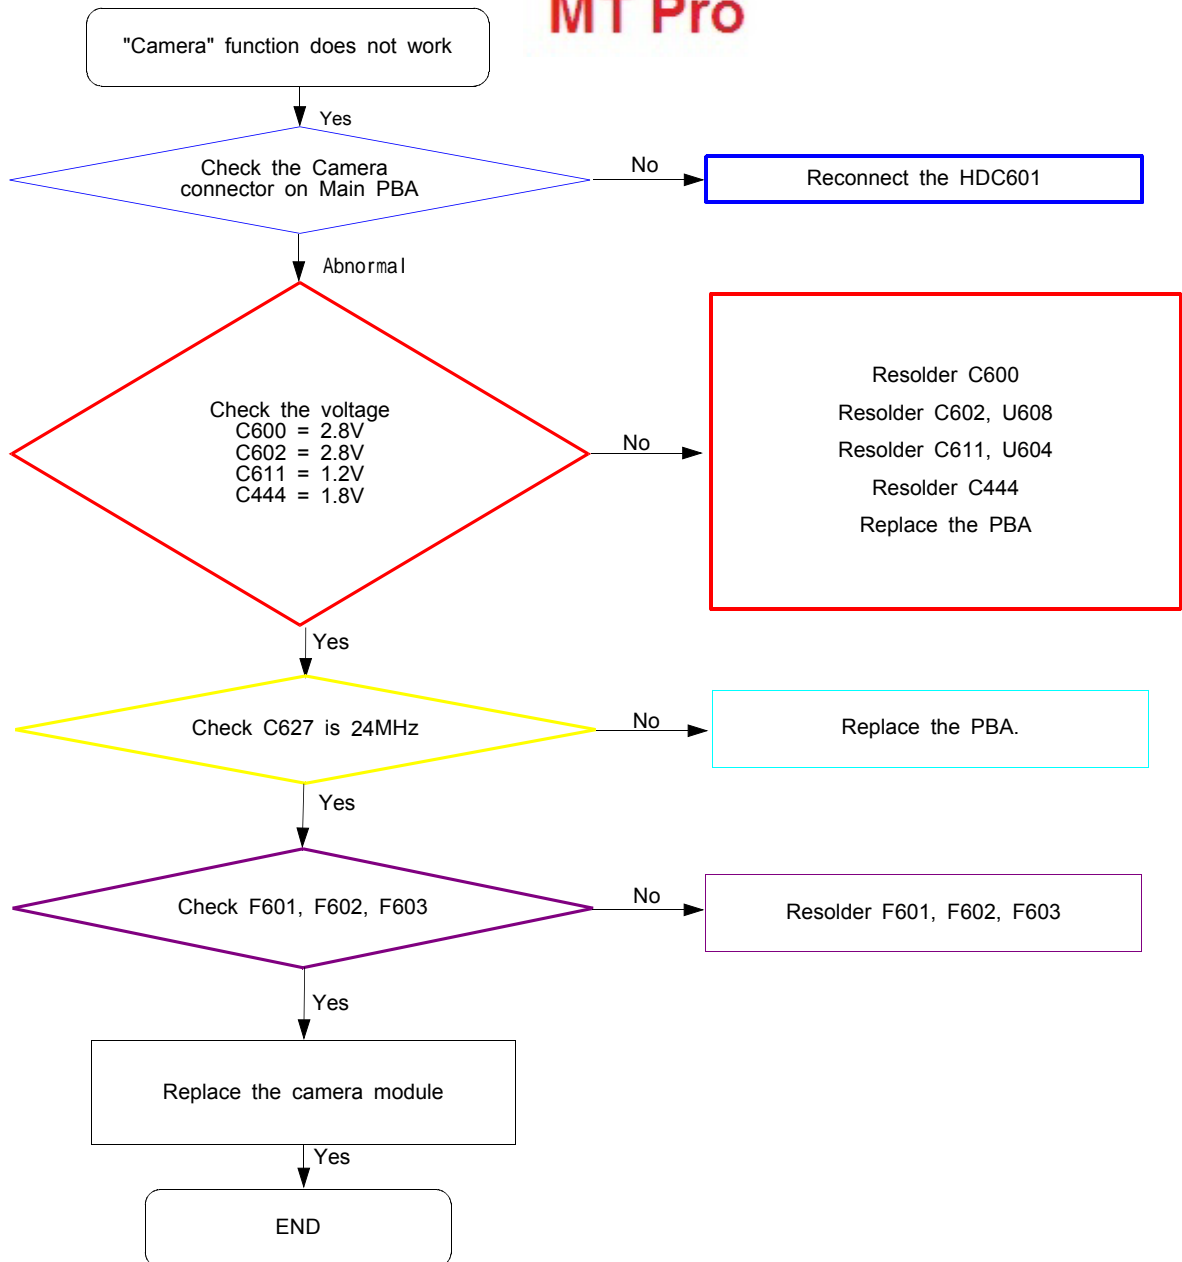 MT Pro
"Camera" function does not work
Yes
Check the Camera
connector on Main PBA
No
Reconnect the HDC601
Abnormal
Check the voltage
C600 = 2.8V
C602 = 2.8V
C611 = 1.2V
C444 = 1.8V
No
Resolder C600
Resolder C602, U608
Resolder C611, U604
Resolder C444
Replace the PBA
Yes
Check C627 is 24MHz
No
Replace the PBA.
Yes
Check F601, F602, F603
No
Resolder F601, F602, F603
Yes
Replace the camera module
Yes
END